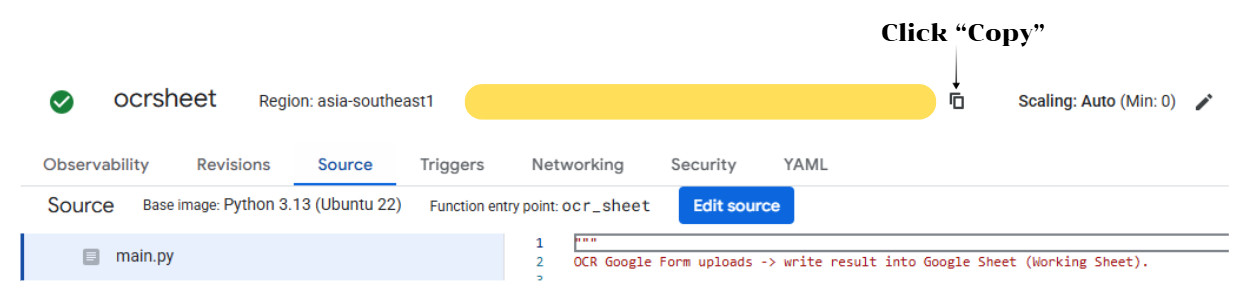 Click “Copy”
ocrsheet Region: asia-southeast1 Scaling: Auto (Min: 0)
Observability Revisions Source Triggers Networking Security YAML
Source Base image: Python 3.13 (Ubuntu 22) Function entry point: ocr_sheet Edit source
main.py
1 """
2 OCR Google Form uploads -> write result into Google Sheet (Working Sheet).